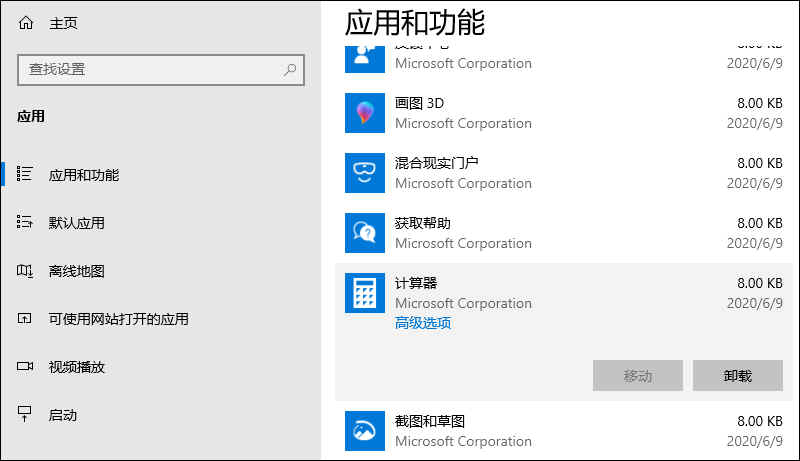 主页
查找设置
应用
应用和功能
默认应用
离线地图
可使用网站打开的应用
视频播放
启动
应用和功能
Microsoft Corporation 2020/6/9
画图 3D 8.00 KB
Microsoft Corporation 2020/6/9
混合现实门户 8.00 KB
Microsoft Corporation 2020/6/9
获取帮助 8.00 KB
Microsoft Corporation 2020/6/9
计算器 8.00 KB
Microsoft Corporation 2020/6/9
高级选项
移动 卸载
截图和草图 8.00 KB
Microsoft Corporation 2020/6/9